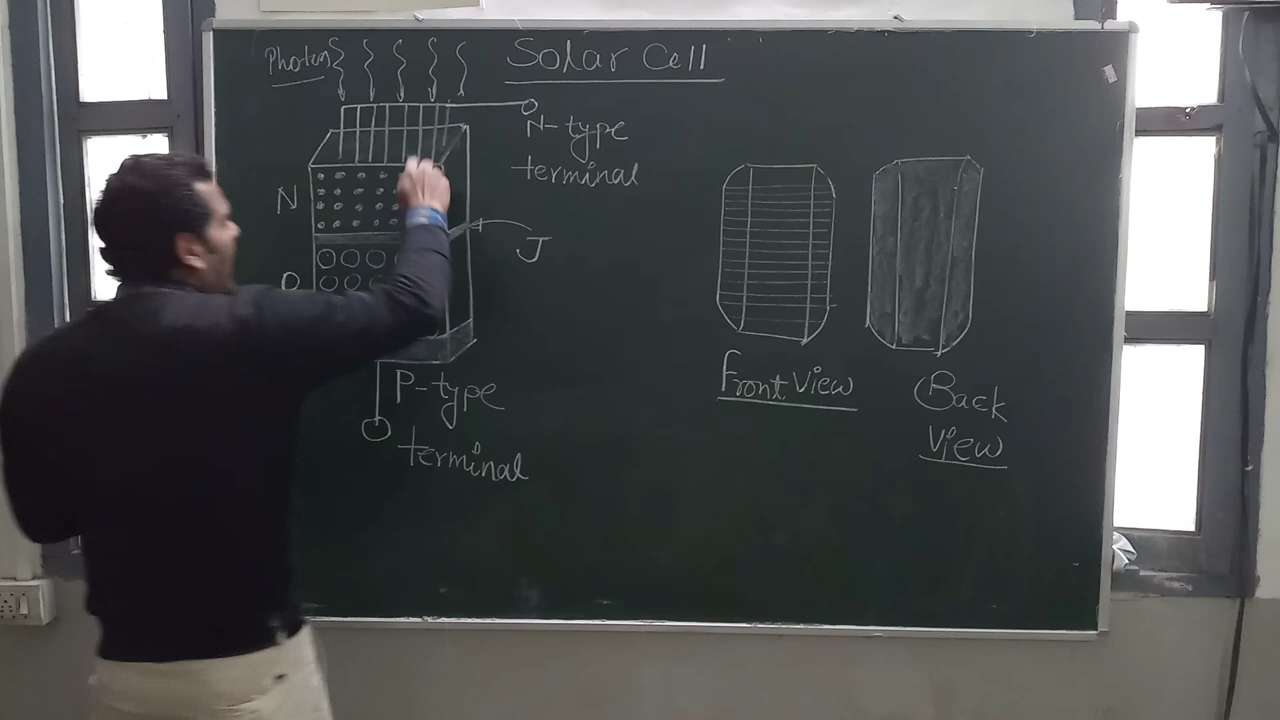 Solar Cell
Photons
N-type
terminal
N
J
P-type
terminal
Front View
Back
View